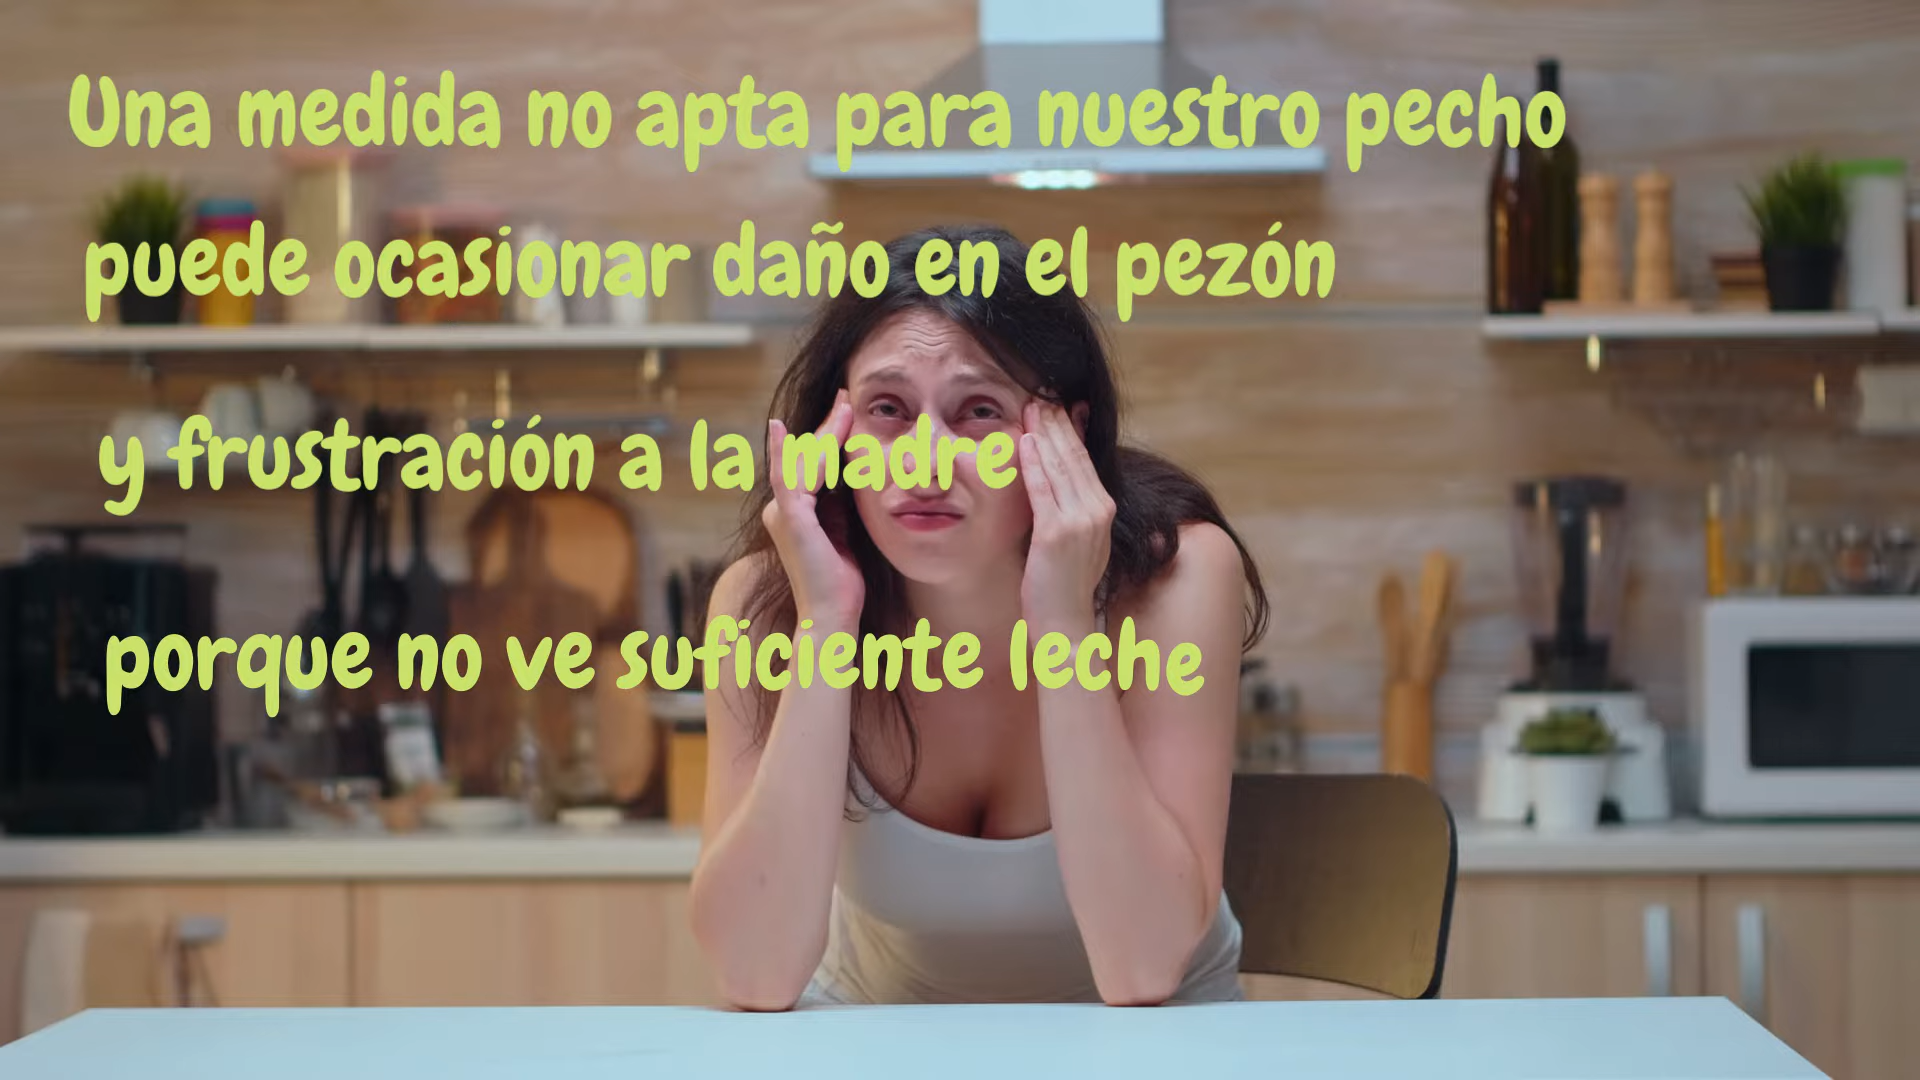 Una medida no apta para nuestro pecho
puede ocasionar daño en el pezón
y frustración a la madre
porque no ve suficiente leche